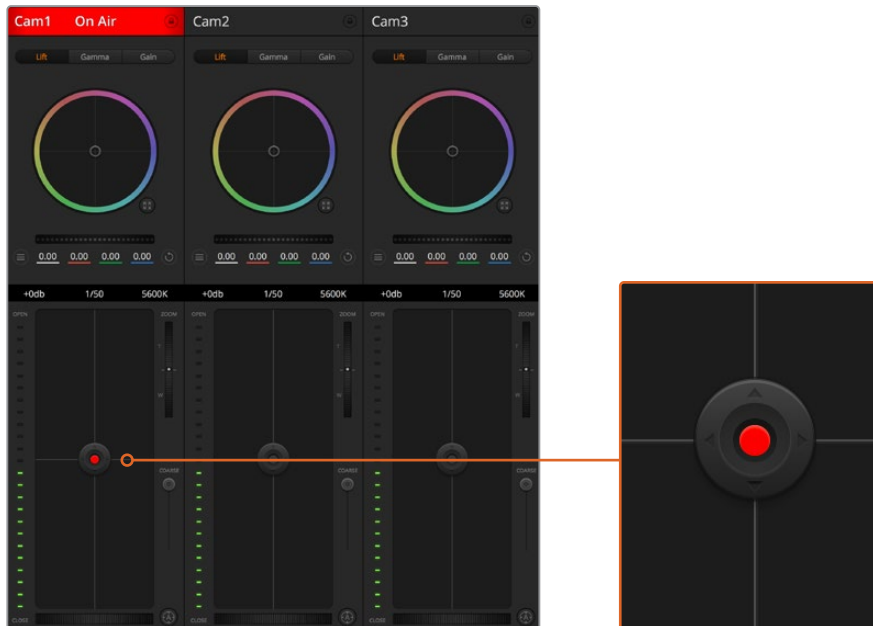 Cam1 On Air Cam2 Cam3
Lift Gamma Gain Lift Gamma Gain Lift Gamma Gain
0.00 0.00 0.00 0.00 0.00 0.00 0.00 0.00 0.00 0.00 0.00 0.00
+0db 1/50 5600K +0db 1/50 5600K +0db 1/50 5600K
OPEN ZOOM OPEN ZOOM OPEN ZOOM
T T T
W W W
COARSE COARSE COARSE
CLOSE CLOSE CLOSE